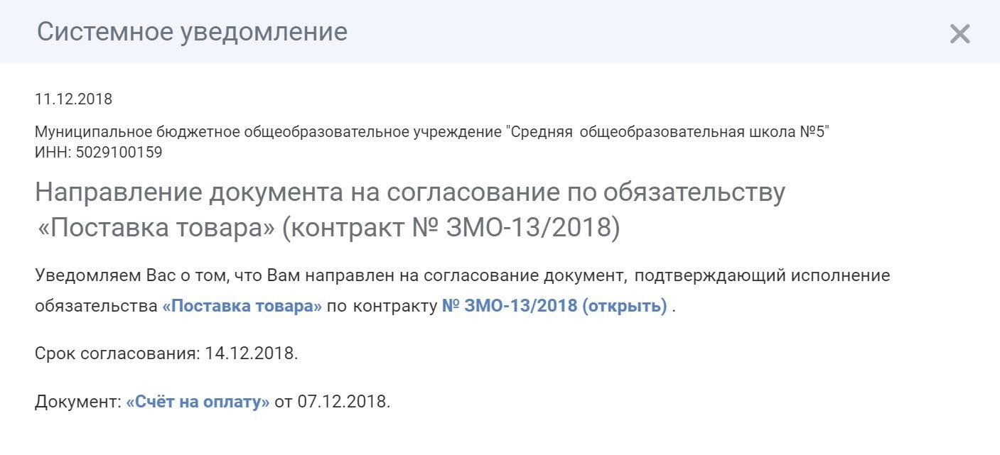 Системное уведомление
11.12.2018
Муниципальное бюджетное общеобразовательное учреждение "Средняя общеобразовательная школа №5"
ИНН: 5029100159
Направление документа на согласование по обязательству
«Поставка товара» (контракт № ЗМО-13/2018)
Уведомляем Вас о том, что Вам направлен на согласование документ, подтверждающий исполнение
обязательства «Поставка товара» по контракту № ЗМО-13/2018 (открыть) .
Срок согласования: 14.12.2018.
Документ: «Счёт на оплату» от 07.12.2018.